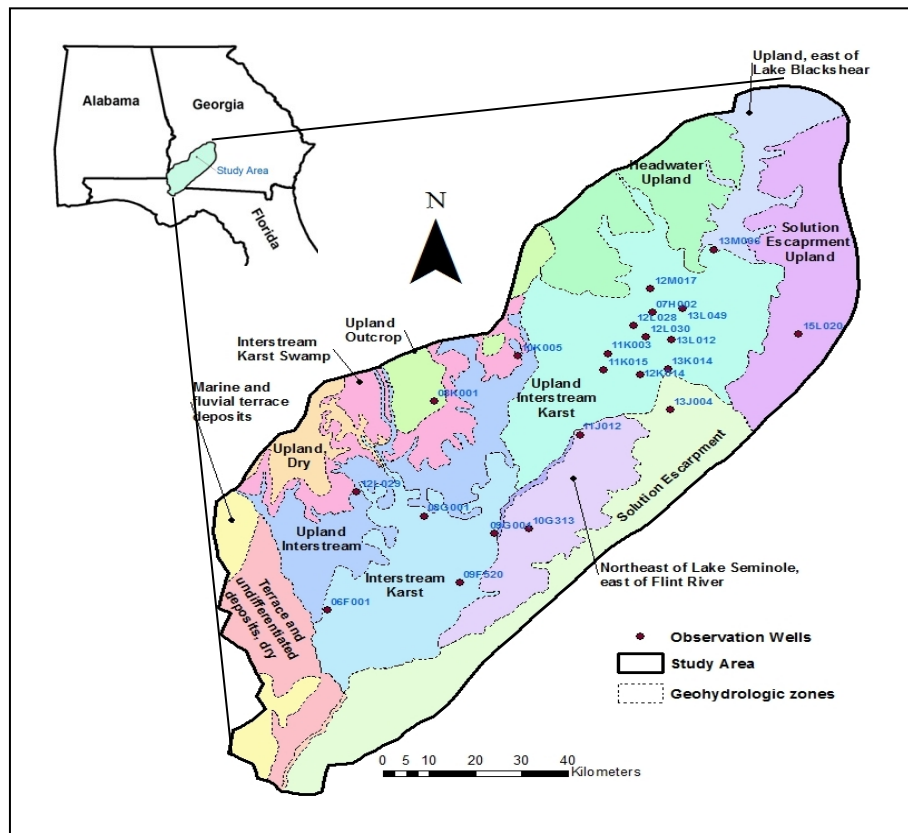 Alabama
Georgia
Study Area
Florida
N
Upland, east of
Lake Blackshear
Headwater
Upland
Solution
Escaprment
Upland
13M006
12M017
07H002
13L049
12L028
12L030
13L012
15L020
11K003
11K015
13K014
12K014
13J004
Upland
Outcrop
Interstream
Karst Swamp
10K005
08K001
Marine and
fluvial terrace
deposits
Upland
Interstream
Karst
11J012
Upland
Dry
12L029
08G001
09G001
10G313
Solution Escarpment
Upland
Interstream
Northeast of Lake Seminole,
east of Flint River
Interstream
Karst
09F520
06F001
Terrace and
undifferentiated
deposits, dry
Observation Wells
Study Area
Geohydrologic zones
0 5 10 20 30 40
Kilometers